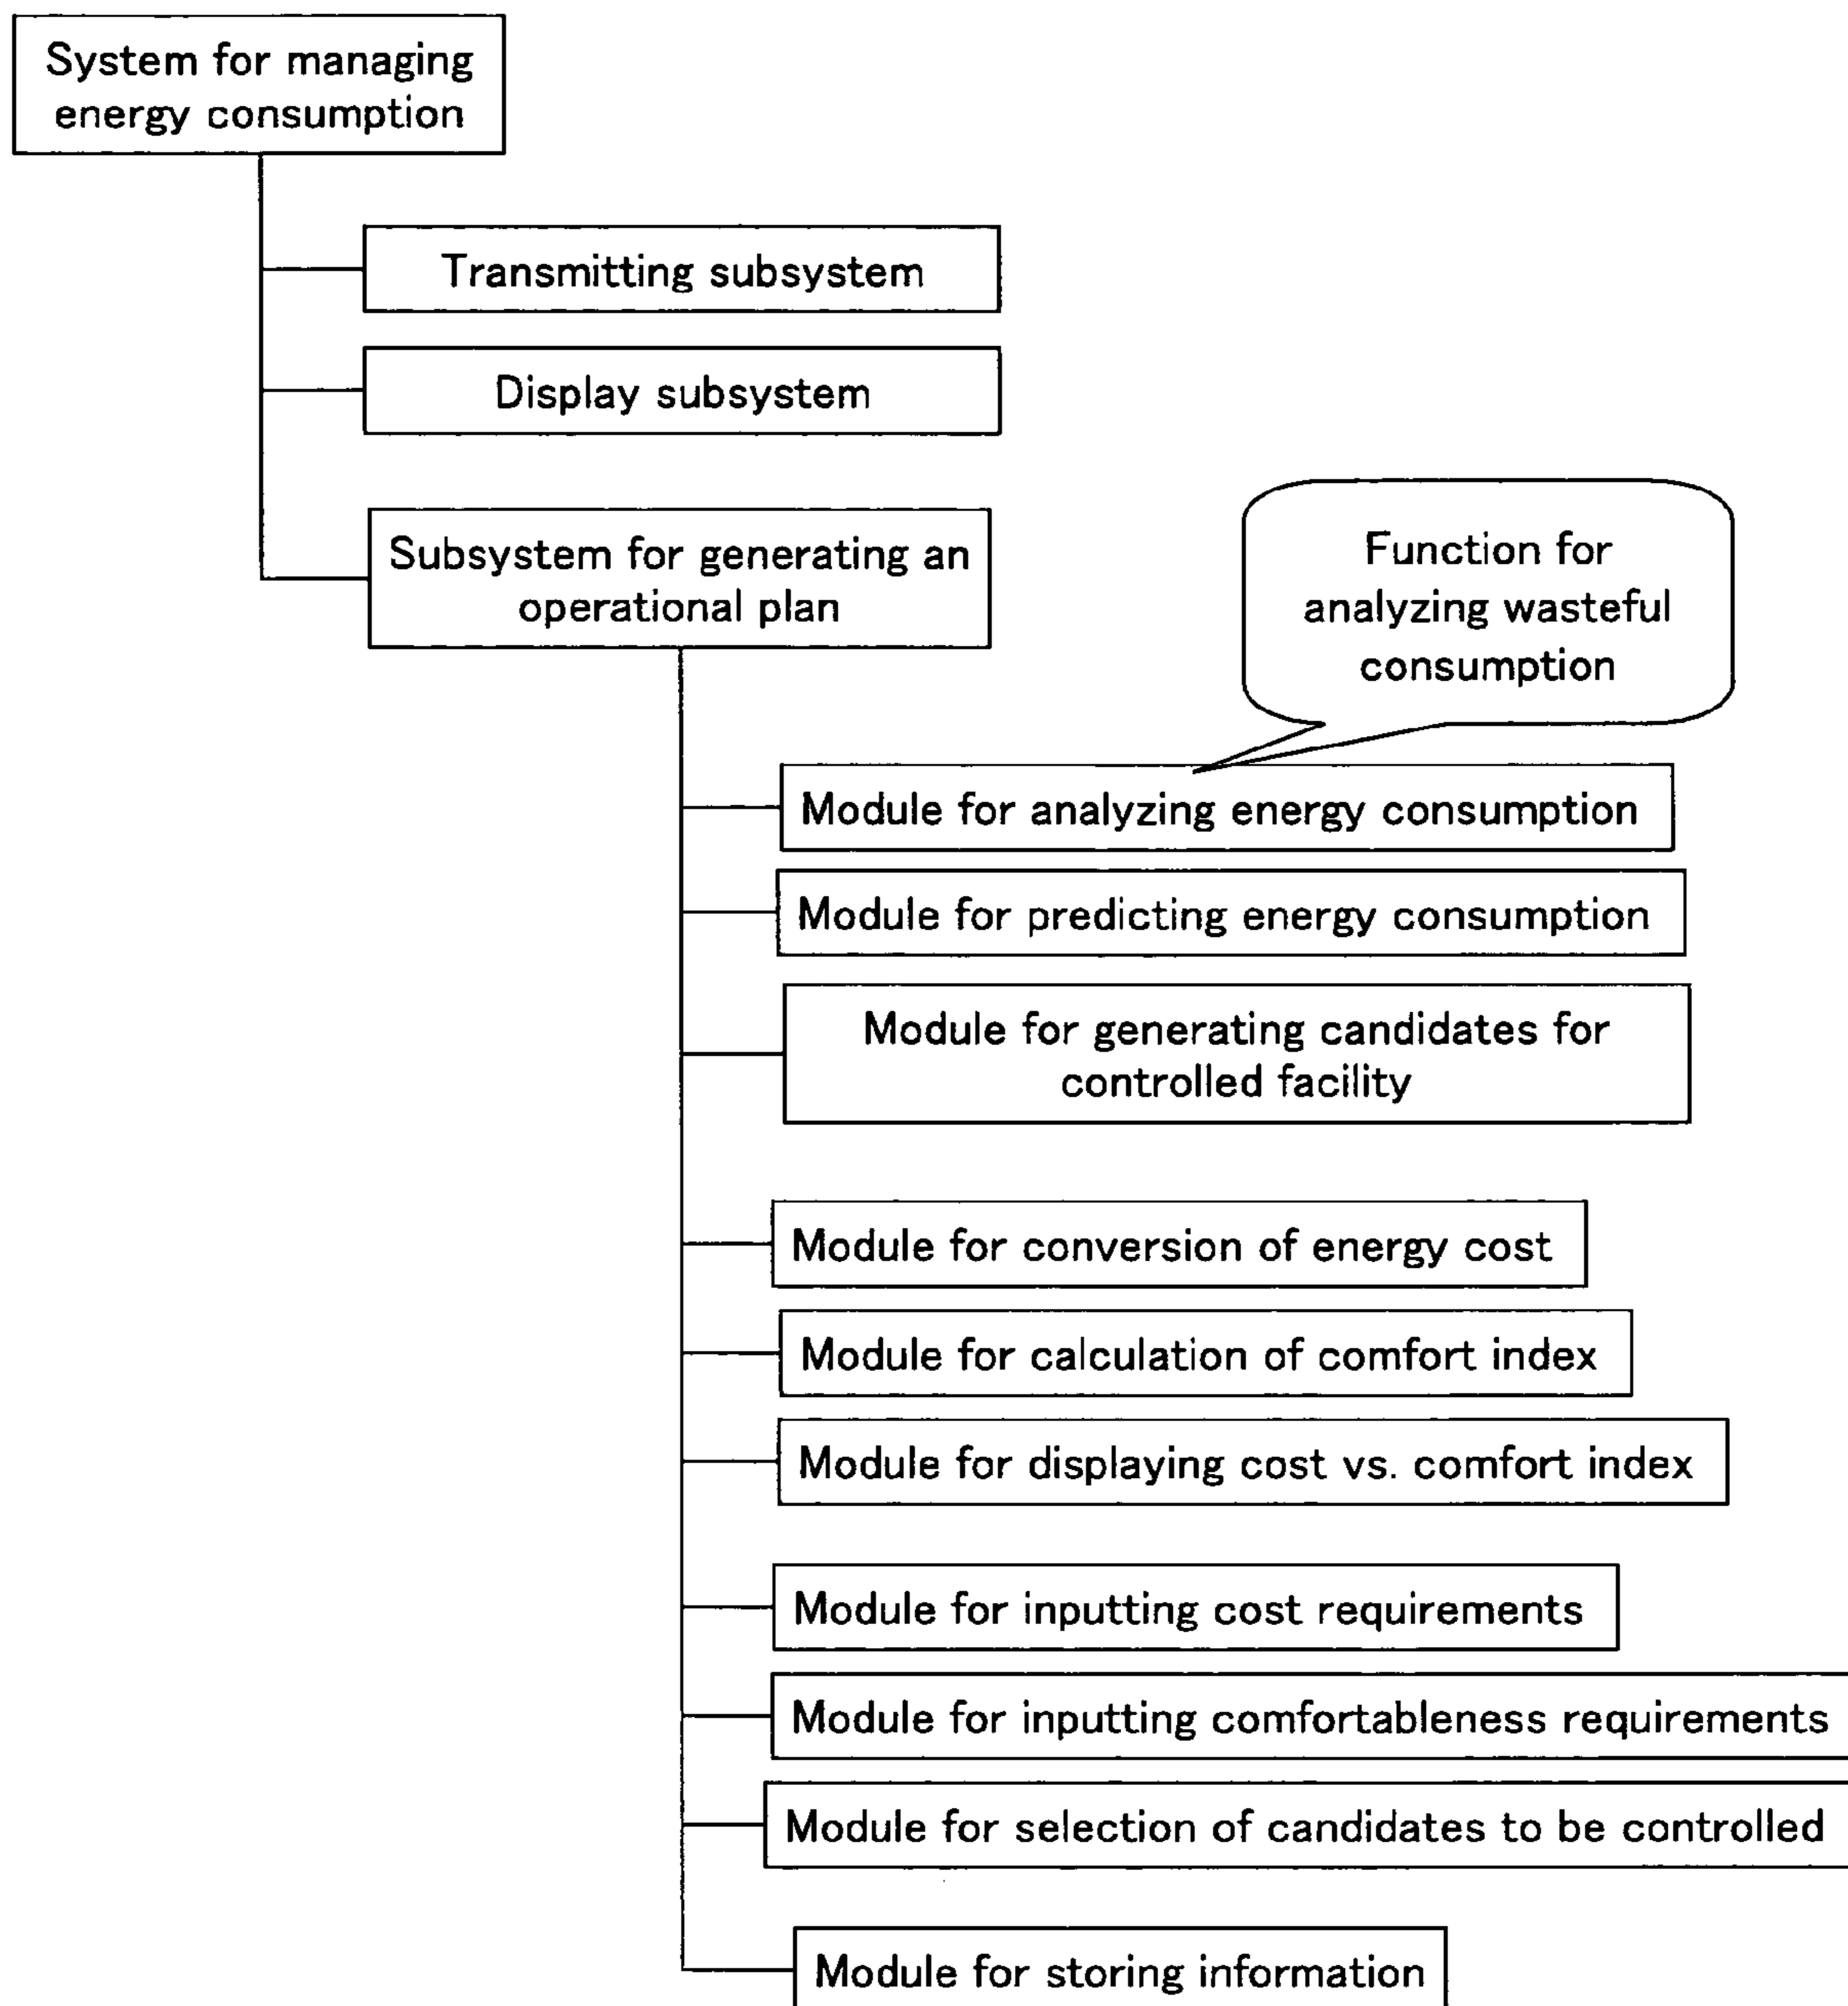 System for managing
energy consumption
Transmitting subsystem
Display subsystem
Subsystem for generating an
operational plan
Function for
analyzing wasteful
consumption
Module for analyzing energy consumption
Module for predicting energy consumption
Module for generating candidates for
controlled facility
Module for conversion of energy cost
Module for calculation of comfort index
Module for displaying cost vs. comfort index
Module for inputting cost requirements
Module for inputting comfortableness requirements
Module for selection of candidates to be controlled
Module for storing information